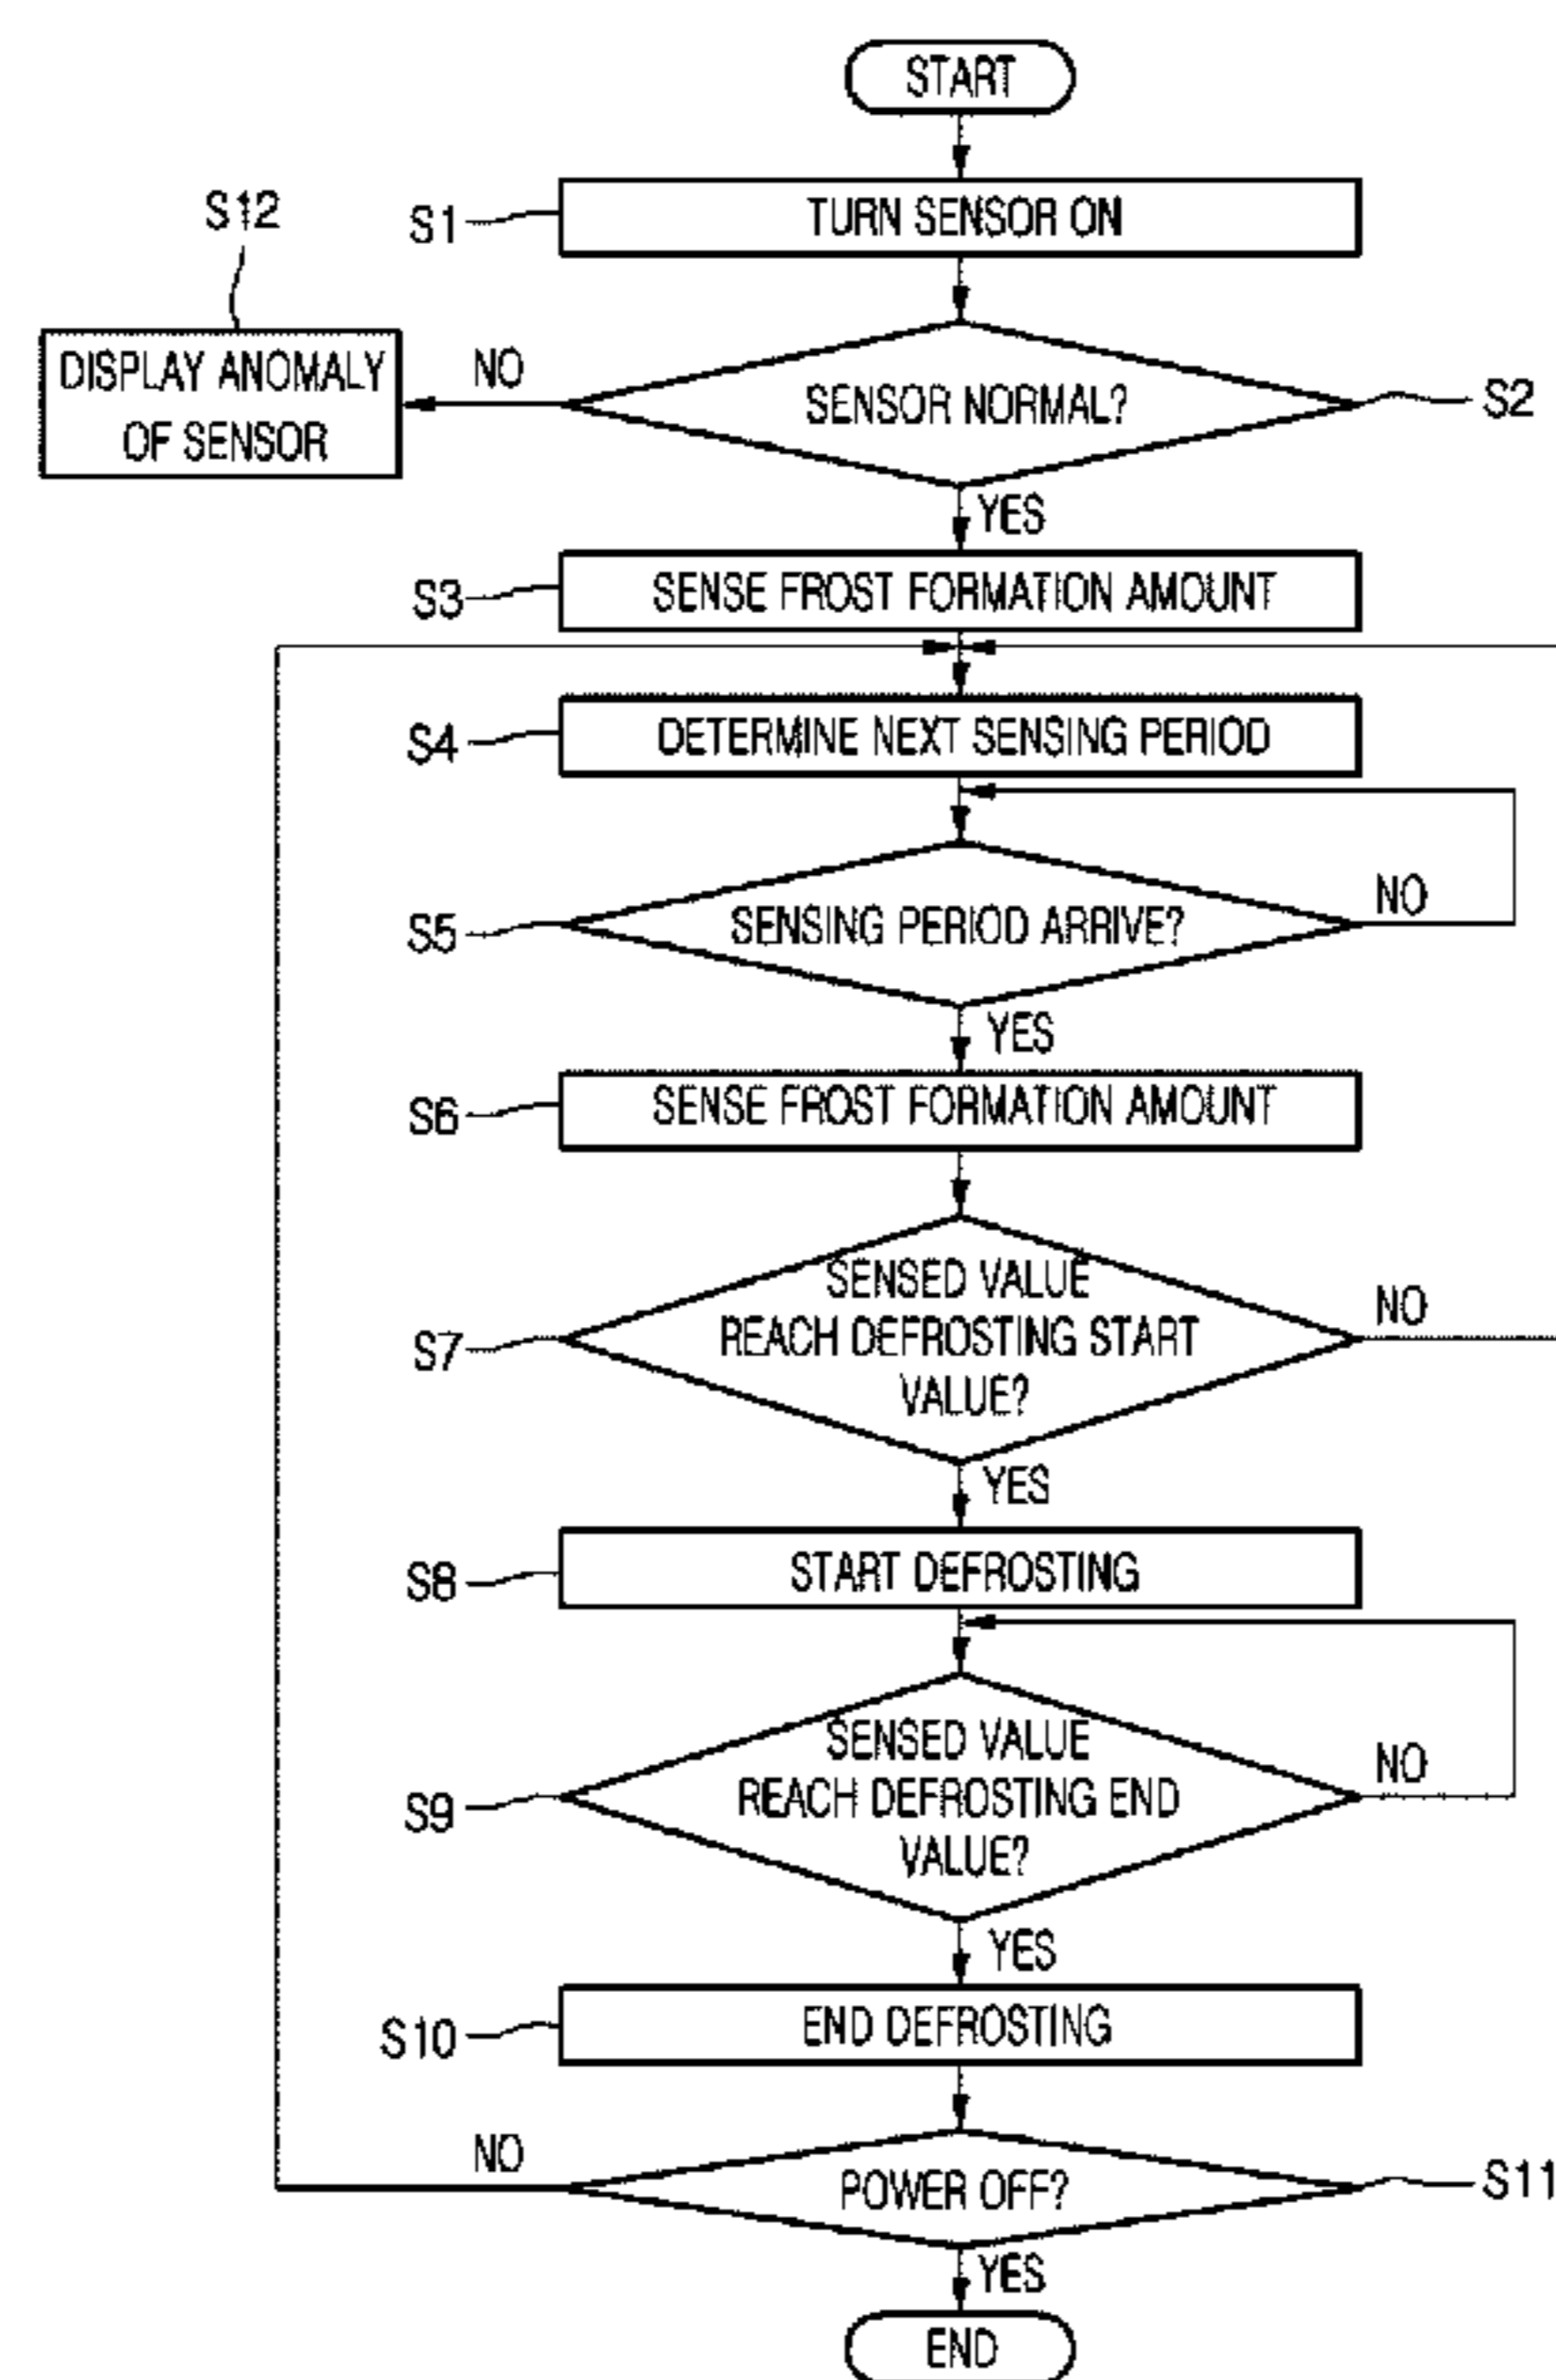 START
S1
TURN SENSOR ON
S12
DISPLAY ANOMALY
OF SENSOR
NO
SENSOR NORMAL?
S2
YES
S3
SENSE FROST FORMATION AMOUNT
S4
DETERMINE NEXT SENSING PERIOD
S5
SENSING PERIOD ARRIVE?
NO
YES
S6
SENSE FROST FORMATION AMOUNT
S7
SENSED VALUE
REACH DEFROSTING START
VALUE?
NO
YES
S8
START DEFROSTING
S9
SENSED VALUE
REACH DEFROSTING END
VALUE?
NO
YES
S10
END DEFROSTING
NO
POWER OFF?
S11
YES
END